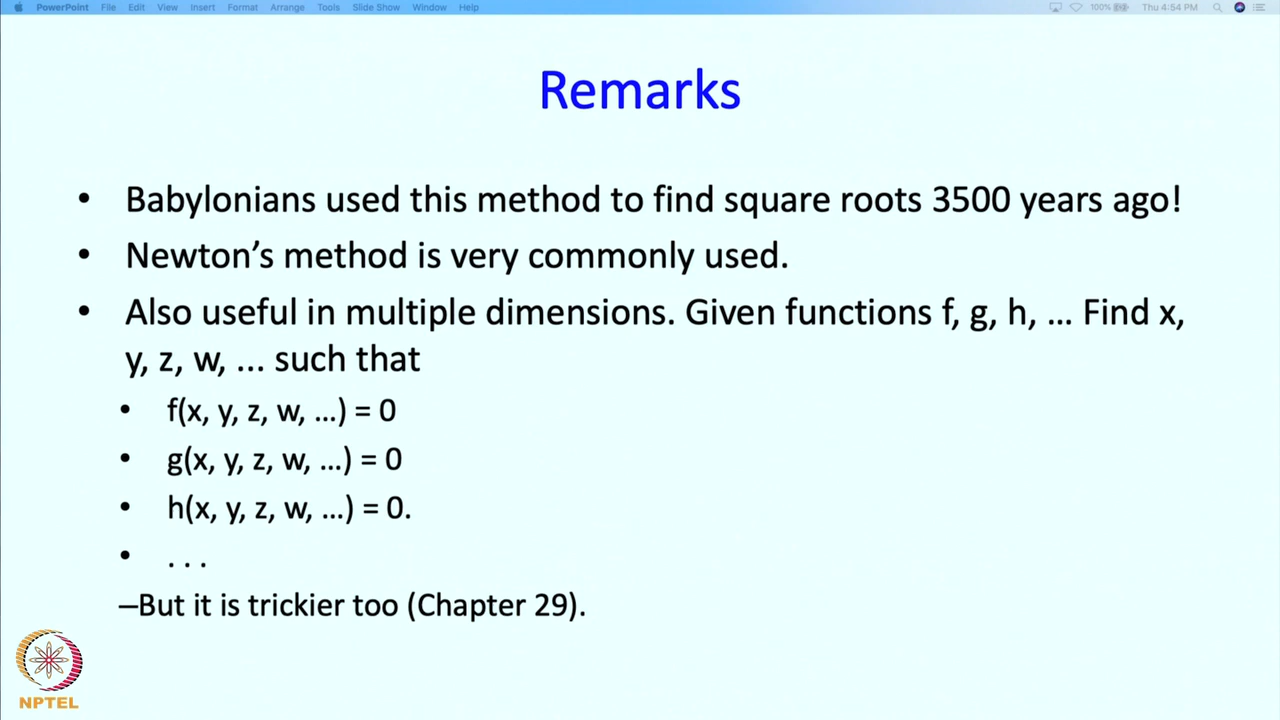 PowerPoint File Edit View Insert Format Arrange Tools Slide Show Window Help 100% Thu 4:54 PM
Remarks
• Babylonians used this method to find square roots 3500 years ago!
• Newton’s method is very commonly used.
• Also useful in multiple dimensions. Given functions f, g, h, … Find x,
y, z, w, ... such that
• f(x, y, z, w, …) = 0
• g(x, y, z, w, …) = 0
• h(x, y, z, w, …) = 0.
• . . .
–But it is trickier too (Chapter 29).
NPTEL